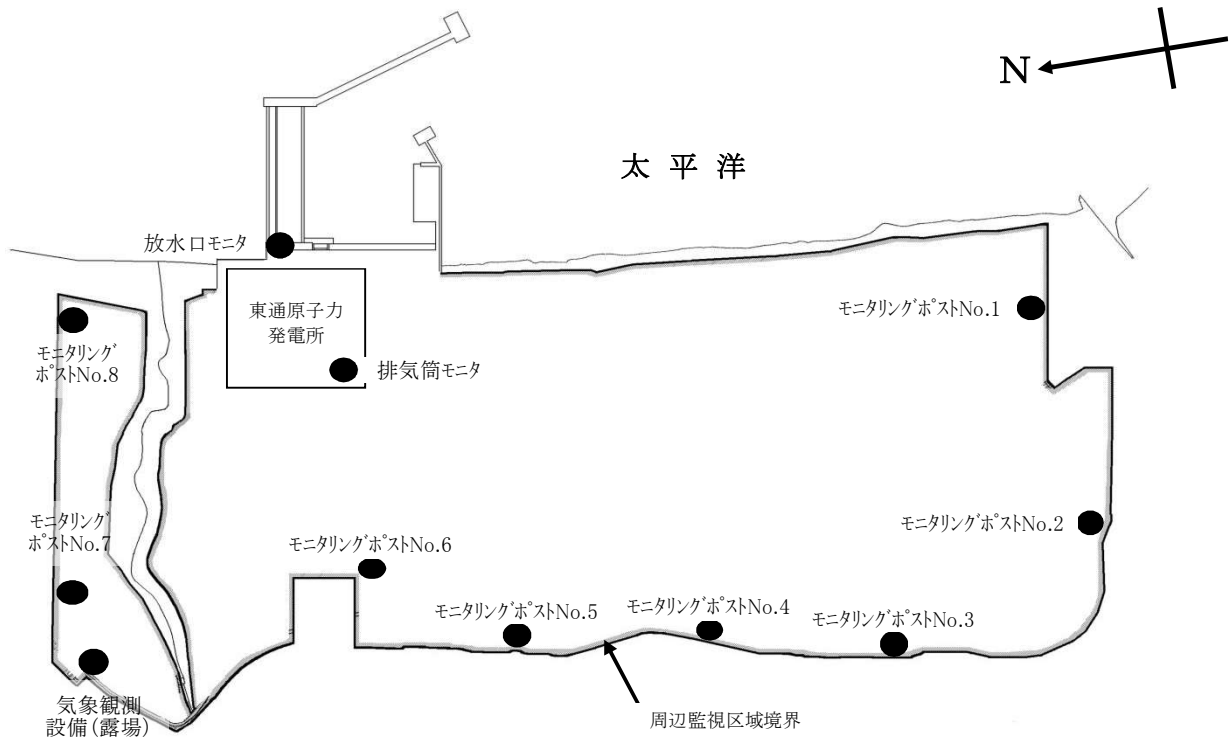 N
太平洋
放水口モニタ
東通原子力
発電所
排気筒モニタ
モニタリングポストNo.1
モニタリング
ポストNo.8
モニタリング
ポストNo.7
モニタリングポストNo.2
モニタリングポストNo.6
モニタリングポストNo.5
モニタリングポストNo.4
モニタリングポストNo.3
気象観測
設備(露場)
周辺監視区域境界